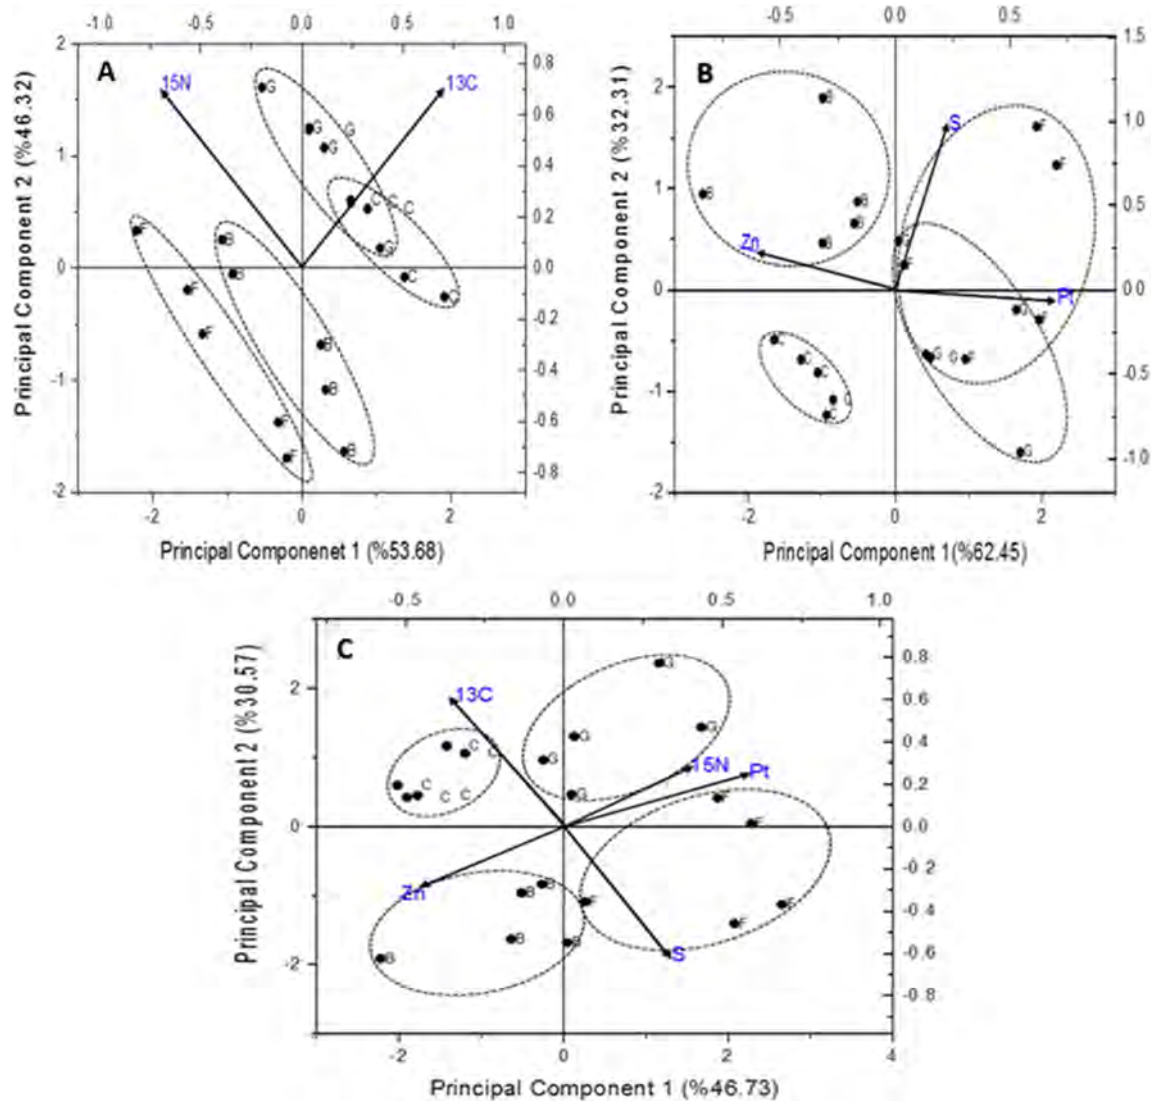 -1.0 -0.5 0.0 0.5 1.0
A
15N 13C
G
G G
G
C C C
G
C
C
F B
B
F
F
B
B
F B
F
2
1
0
-1
-2
0.8
0.6
0.4
0.2
0.0
-0.2
-0.4
-0.6
-0.8
-2 0 2
Principal Component 2 (%46.32)
Principal Componenet 1 (%53.68)
-0.5 0.0 0.5
B
S
Zn
Pt
B
B
B
B
B
F
F
F
G F
G G F
G
C
C
2
1
0
-1
-2
1.5
1.0
0.5
0.0
-0.5
-1.0
-2 0 2
Principal Component 2 (%32.31)
Principal Component 1(%62.45)
-0.5 0.0 0.5 1.0
C
13C
15N Pt
Zn
S
G
G
G
G
G
C C
C
C C
F
F
F
F
F
B
B
B
B
B
2
0
-2
0.8
0.6
0.4
0.2
0.0
-0.2
-0.4
-0.6
-0.8
-2 0 2 4
Principal Component 2 (%30.57)
Principal Component 1 (%46.73)